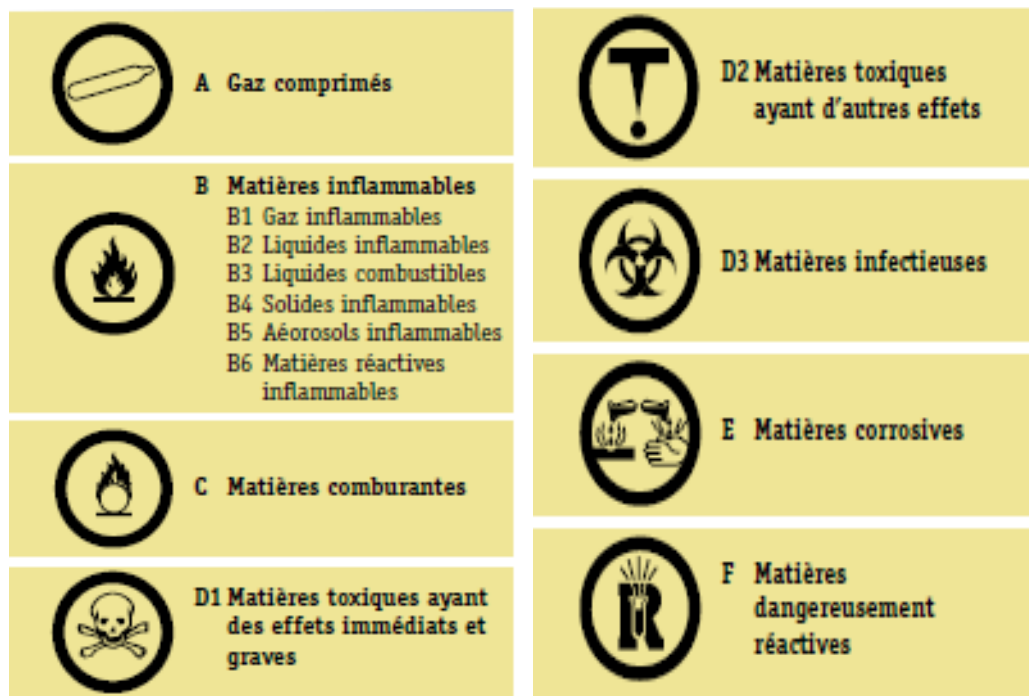 A Gaz comprimés
B Matières inflammables
B1 Gaz inflammables
B2 Liquides inflammables
B3 Liquides combustibles
B4 Solides inflammables
B5 Aéorosols inflammables
B6 Matières réactives
inflammables
C Matières comburantes
D1 Matières toxiques ayant
des effets immédiats et
graves
D2 Matières toxiques
ayant d'autres effets
D3 Matières infectieuses
E Matières corrosives
R
F Matières
dangereusement
réactives